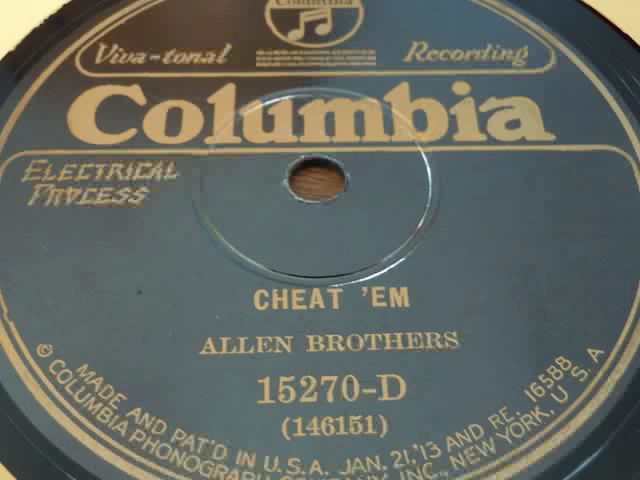 Columbia
Viva-tonal Recording
Columbia
ELECTRICAL
PROCESS
CHEAT 'EM
ALLEN BROTHERS
15270-D
(146151)
MADE AND PAT'D IN U.S.A. JAN. 21,'13 AND RE. 16588
© COLUMBIA PHONOGRAPH COMPANY, INC., NEW YORK, U.S.A